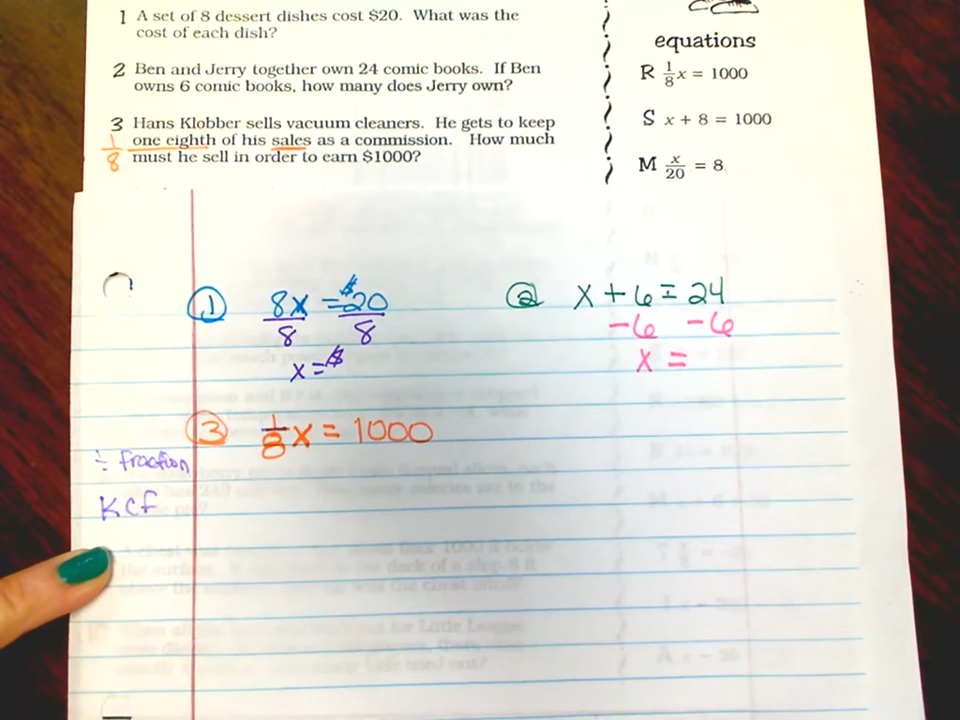 1 A set of 8 dessert dishes cost $20. What was the
cost of each dish?
2 Ben and Jerry together own 24 comic books. If Ben
owns 6 comic books, how many does Jerry own?
3 Hans Klobber sells vacuum cleaners. He gets to keep
1/8 one eighth of his sales as a commission. How much
must he sell in order to earn $1000?
equations
R 1/8 x = 1000
S x + 8 = 1000
M x/20 = 8
① 8x = $20
8 8
x = $
② x + 6 = 24
-6 -6
x =
③ 1/8 x = 1000
÷ fraction
KCF